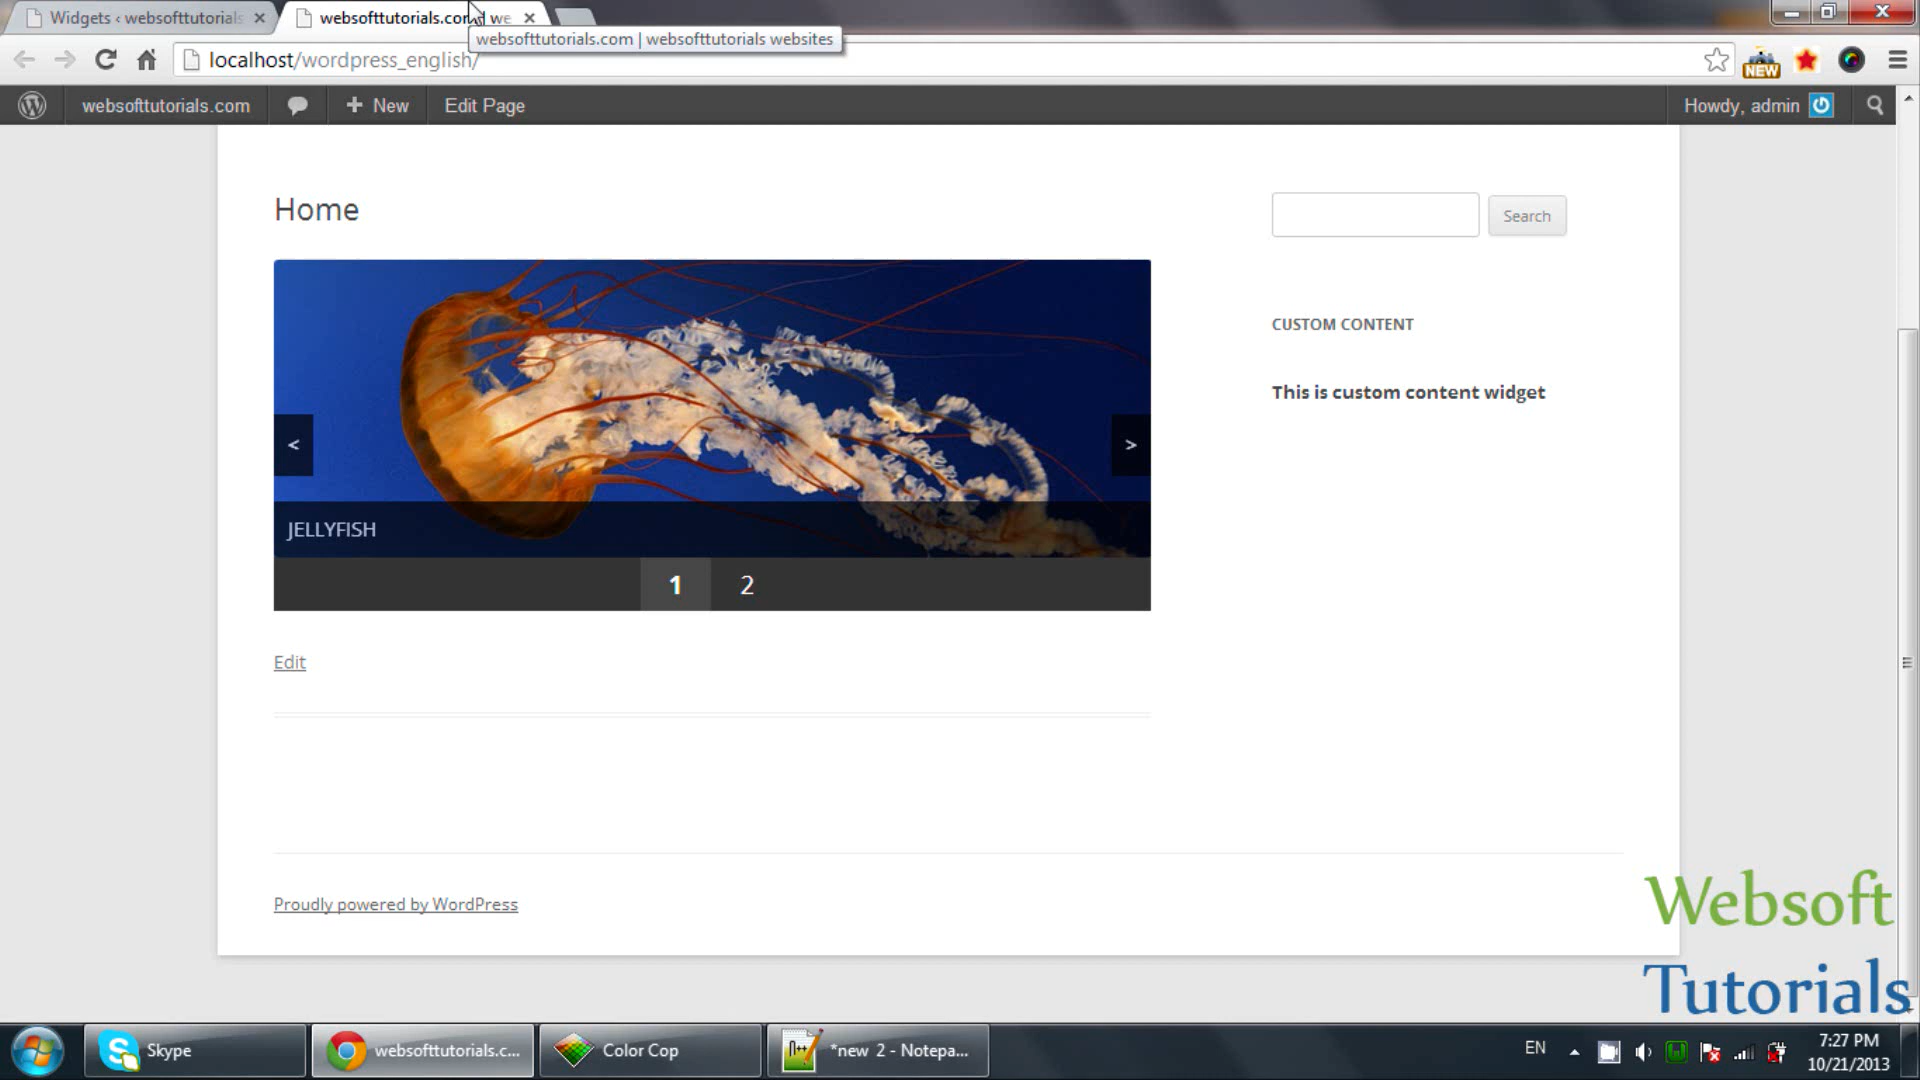 Widgets ‹ websofttutorials
websofttutorials.com | we
websofttutorials.com | websofttutorials websites
localhost/wordpress_english/
NEW
websofttutorials.com
+ New
Edit Page
Howdy, admin
Home
Search
CUSTOM CONTENT
This is custom content widget
<
>
JELLYFISH
1
2
Edit
Proudly powered by WordPress
Websoft
Tutorials
Skype
websofttutorials.c...
Color Cop
*new 2 - Notepa...
EN
7:27 PM
10/21/2013